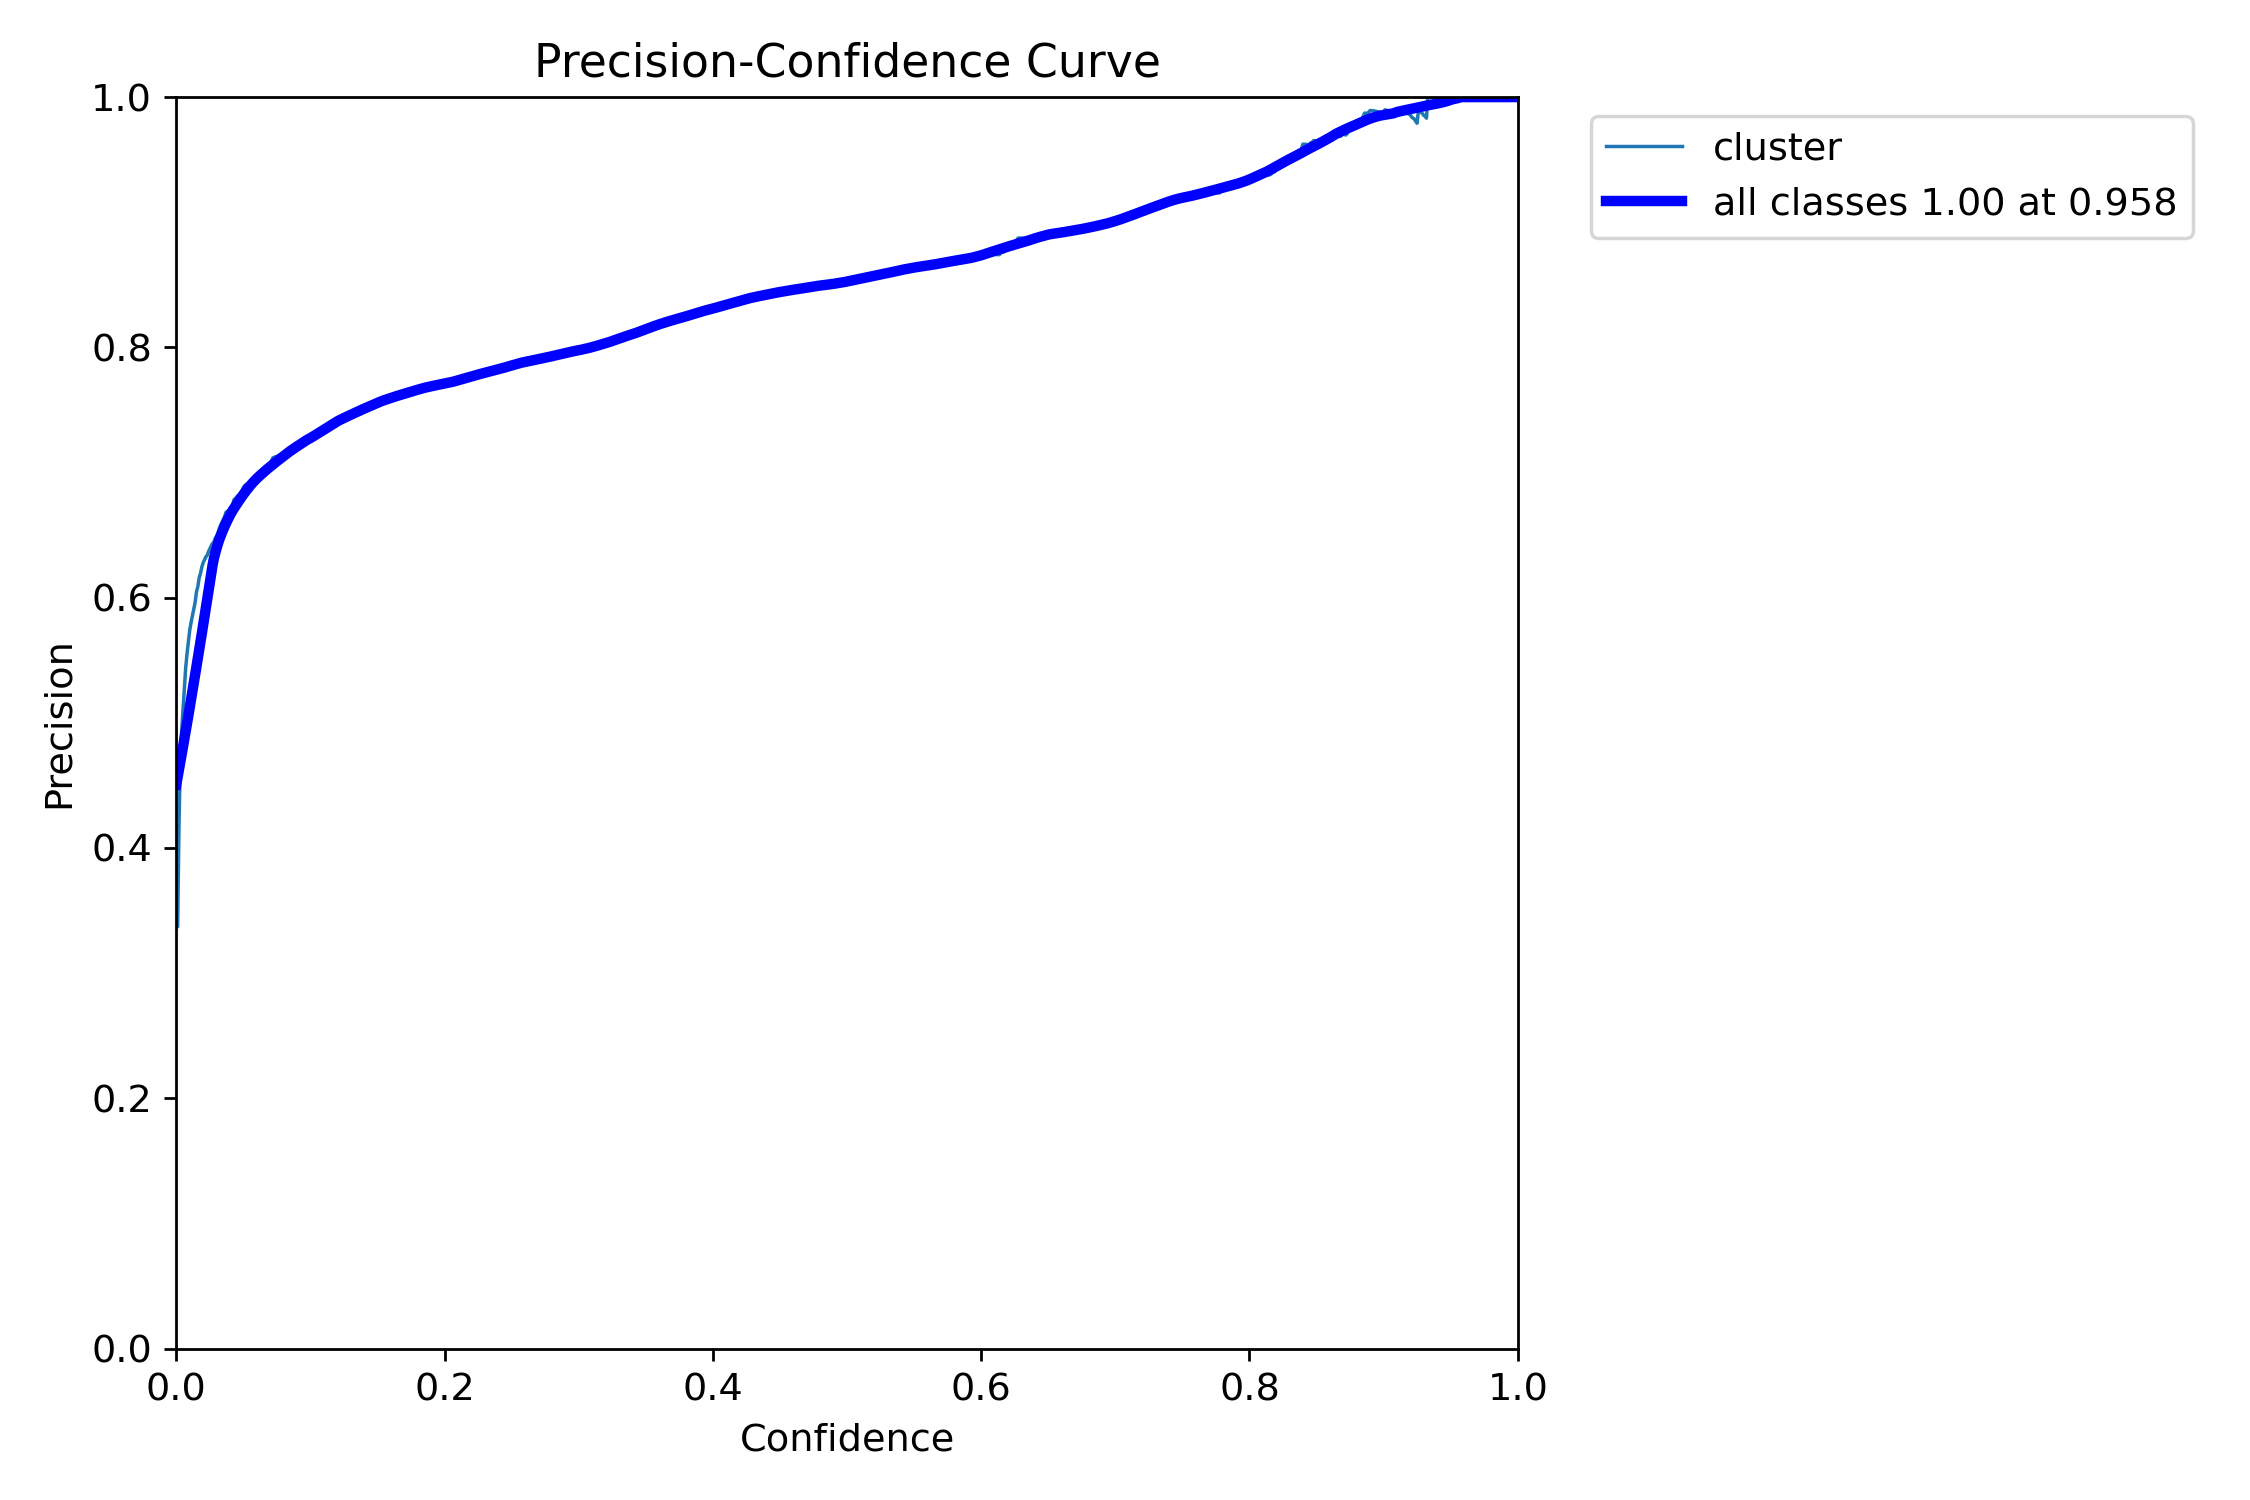 Precision-Confidence Curve
1.0
0.8
0.6
0.4
0.2
0.0
Precision
0.0 0.2 0.4 0.6 0.8 1.0
Confidence
cluster
all classes 1.00 at 0.958